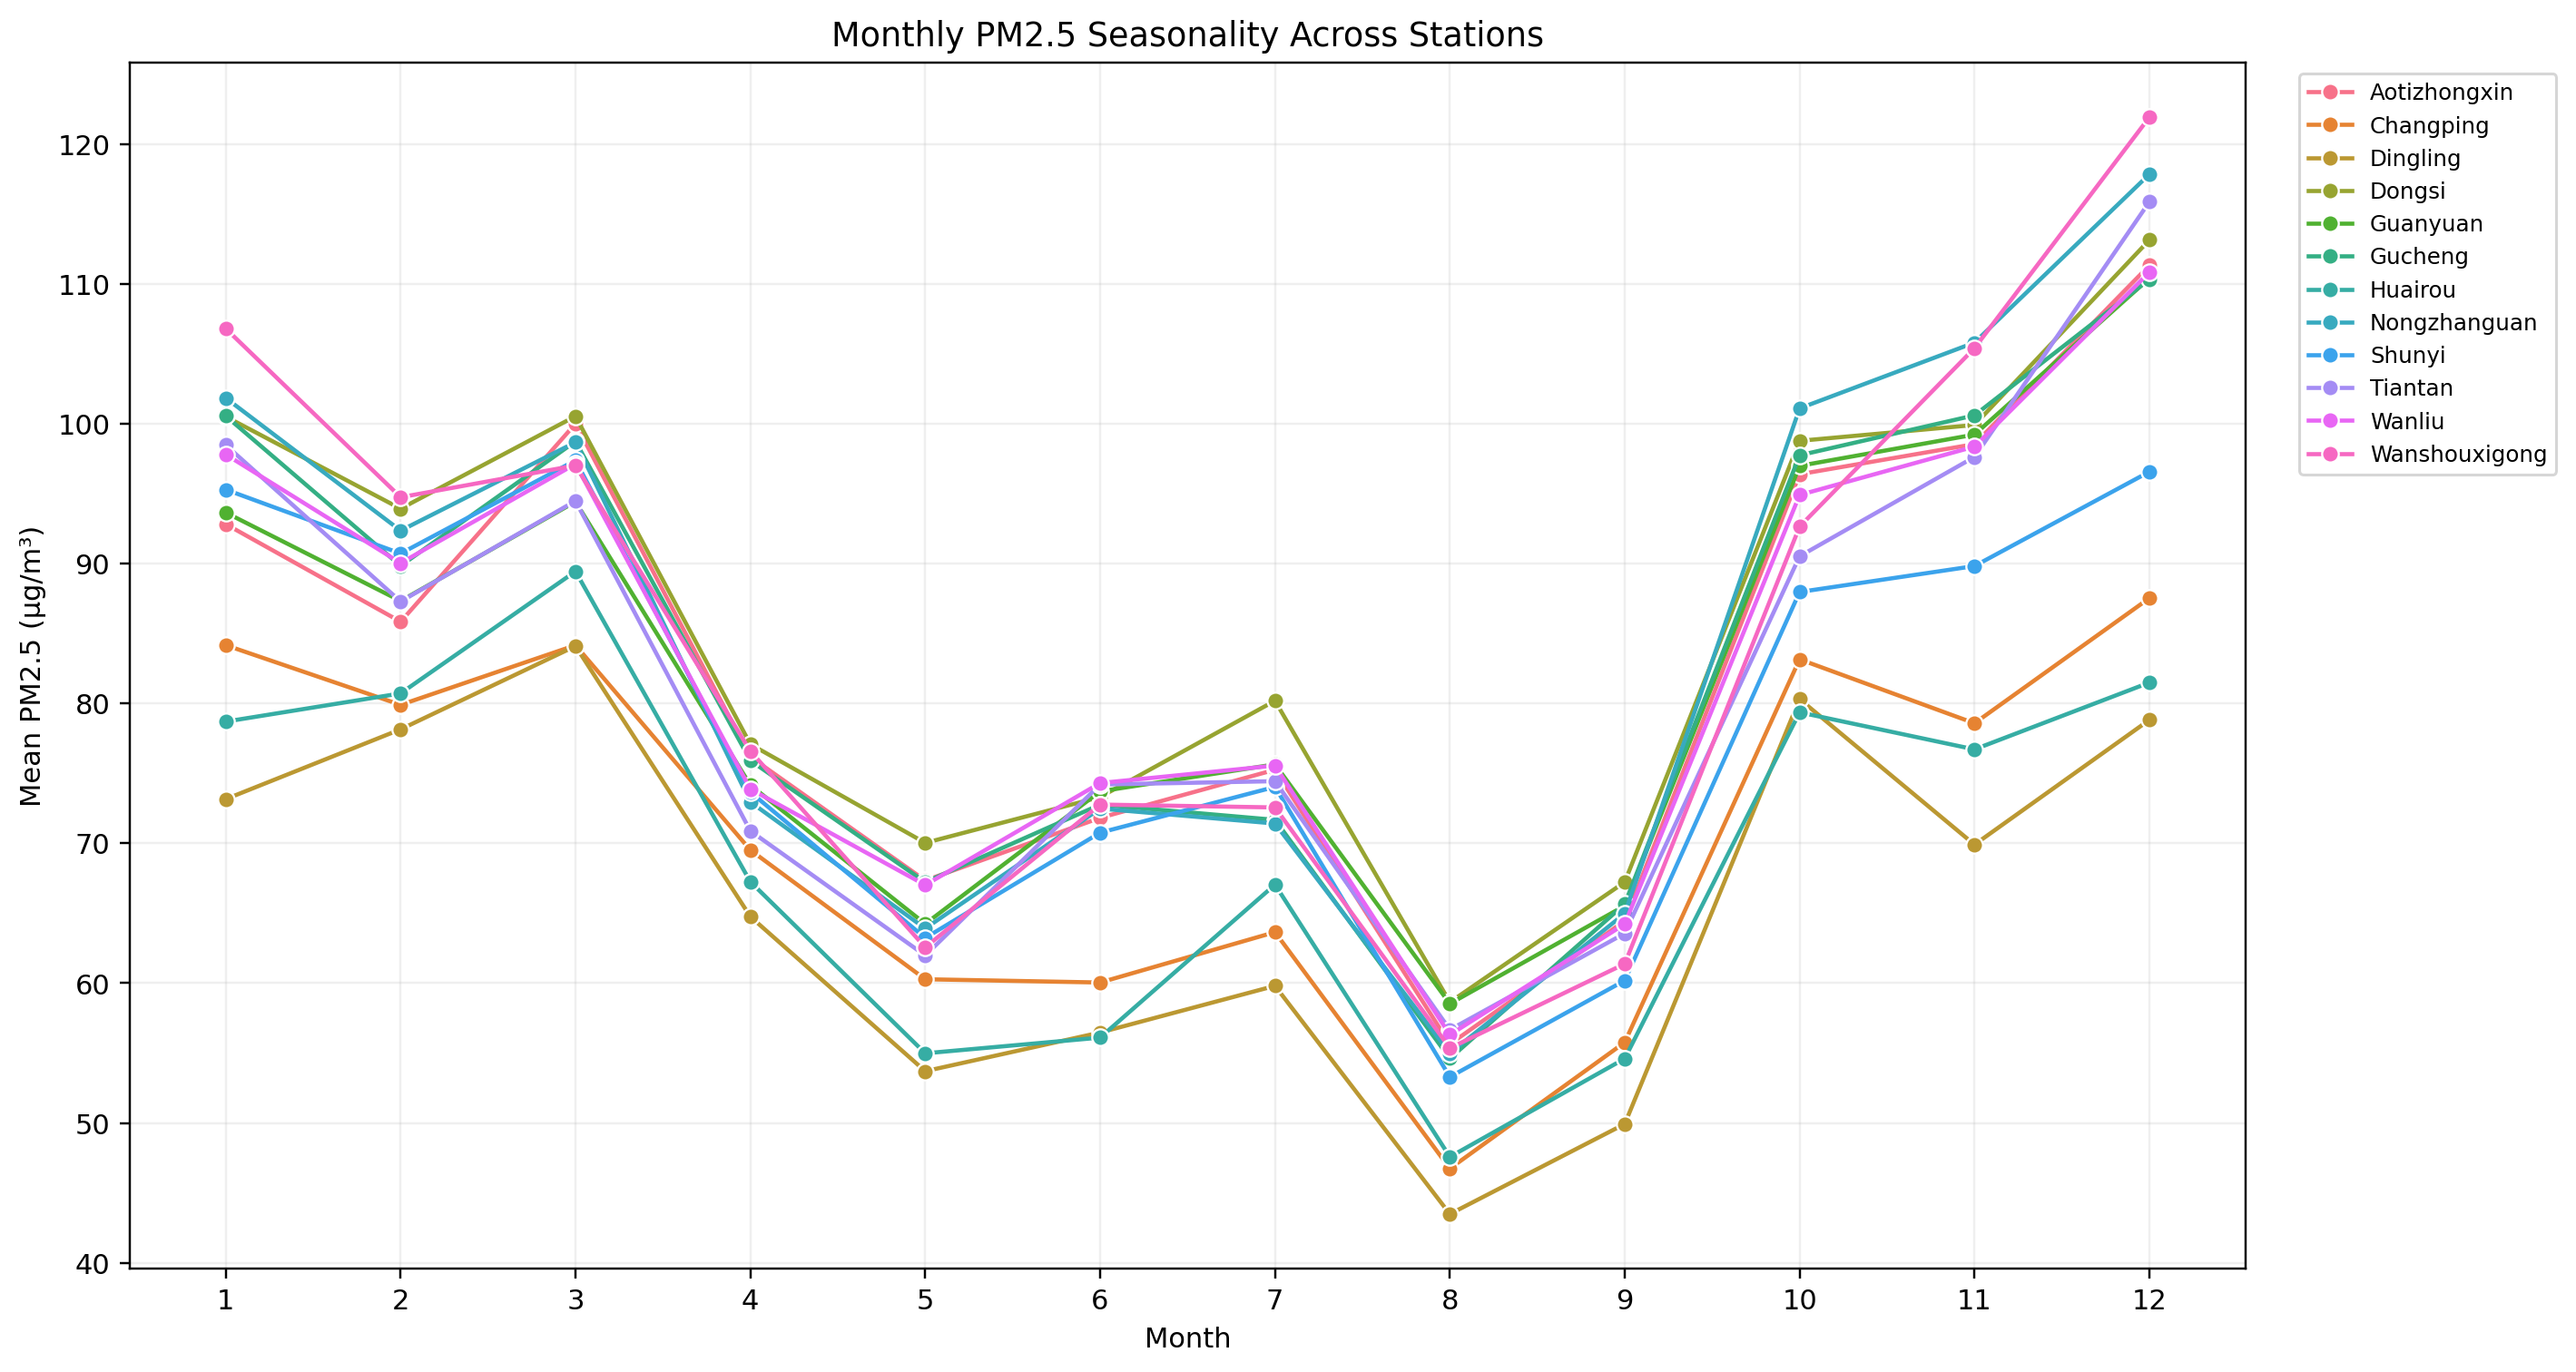 Monthly PM2.5 Seasonality Across Stations
Mean PM2.5 (µg/m³)
120
110
100
90
80
70
60
50
40
1 2 3 4 5 6 7 8 9 10 11 12
Month
Aotizhongxin
Changping
Dingling
Dongsi
Guanyuan
Gucheng
Huairou
Nongzhanguan
Shunyi
Tiantan
Wanliu
Wanshouxigong